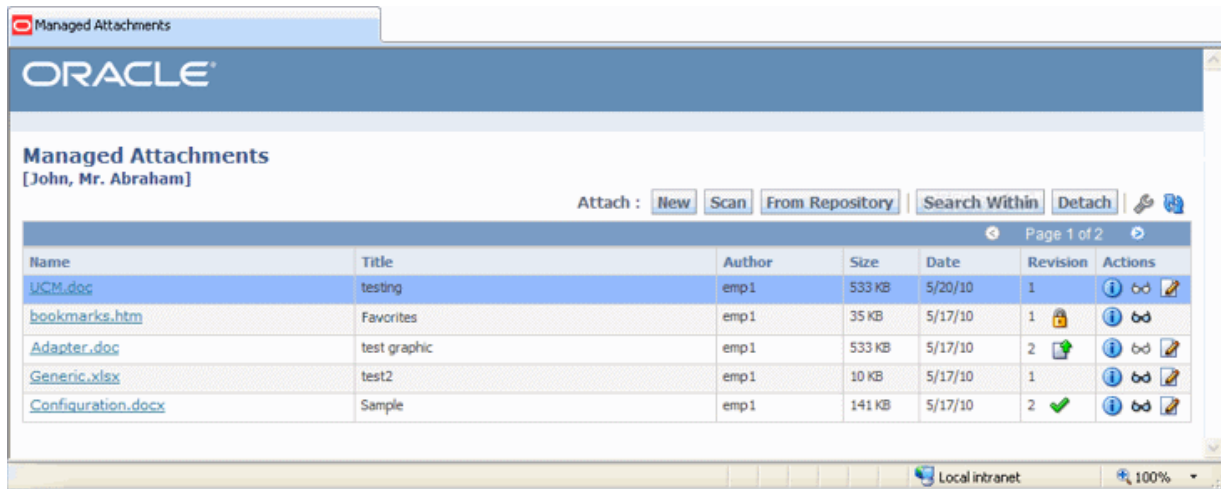 Managed Attachments
ORACLE®
Managed Attachments
[John, Mr. Abraham]
Attach : New Scan From Repository Search Within Detach
Page 1 of 2
Name Title Author Size Date Revision Actions
UCM.doc testing emp1 533 KB 5/20/10 1
bookmarks.htm Favorites emp1 35 KB 5/17/10 1
Adapter.doc test graphic emp1 533 KB 5/17/10 2
Generic.xlsx test2 emp1 10 KB 5/17/10 1
Configuration.docx Sample emp1 141 KB 5/17/10 2
Local intranet 100%